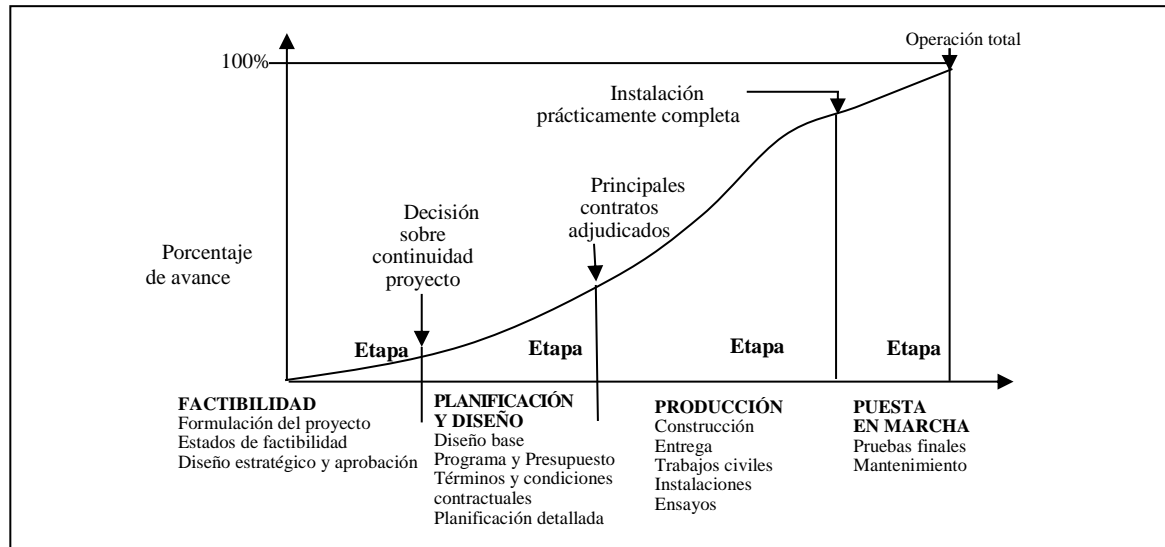 Operación total
100%
Instalación
prácticamente completa
Principales
contratos
adjudicados
Decisión
sobre
continuidad
proyecto
Porcentaje
de avance
Etapa
Etapa
Etapa
Etapa
FACTIBILIDAD
Formulación del proyecto
Estados de factibilidad
Diseño estratégico y aprobación
PLANIFICACIÓN
Y DISEÑO
Diseño base
Programa y Presupuesto
Términos y condiciones
contractuales
Planificación detallada
PRODUCCIÓN
Construcción
Entrega
Trabajos civiles
Instalaciones
Ensayos
PUESTA
EN MARCHA
Pruebas finales
Mantenimiento